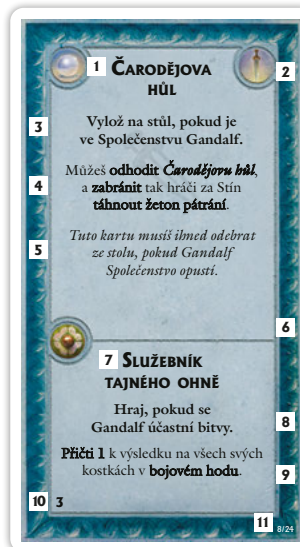 1 ČARODĚJOVA
HŮL
2
3 Vylož na stůl, pokud je
ve Společenstvu Gandalf.
Můžeš odhodit Čarodějovu hůl,
4 a zabránit tak hráči za Stín
táhnout žeton pátrání.
5 Tuto kartu musíš ihned odebrat
ze stolu, pokud Gandalf
Společenstvo opustí.
6
7 SLUŽEBNÍK
TAJNÉHO OHNĚ
Hraj, pokud se
Gandalf účastní bitvy. 8
Přičti 1 k výsledku na všech svých
kostkách v bojovém hodu. 9
10 3
11 8/24